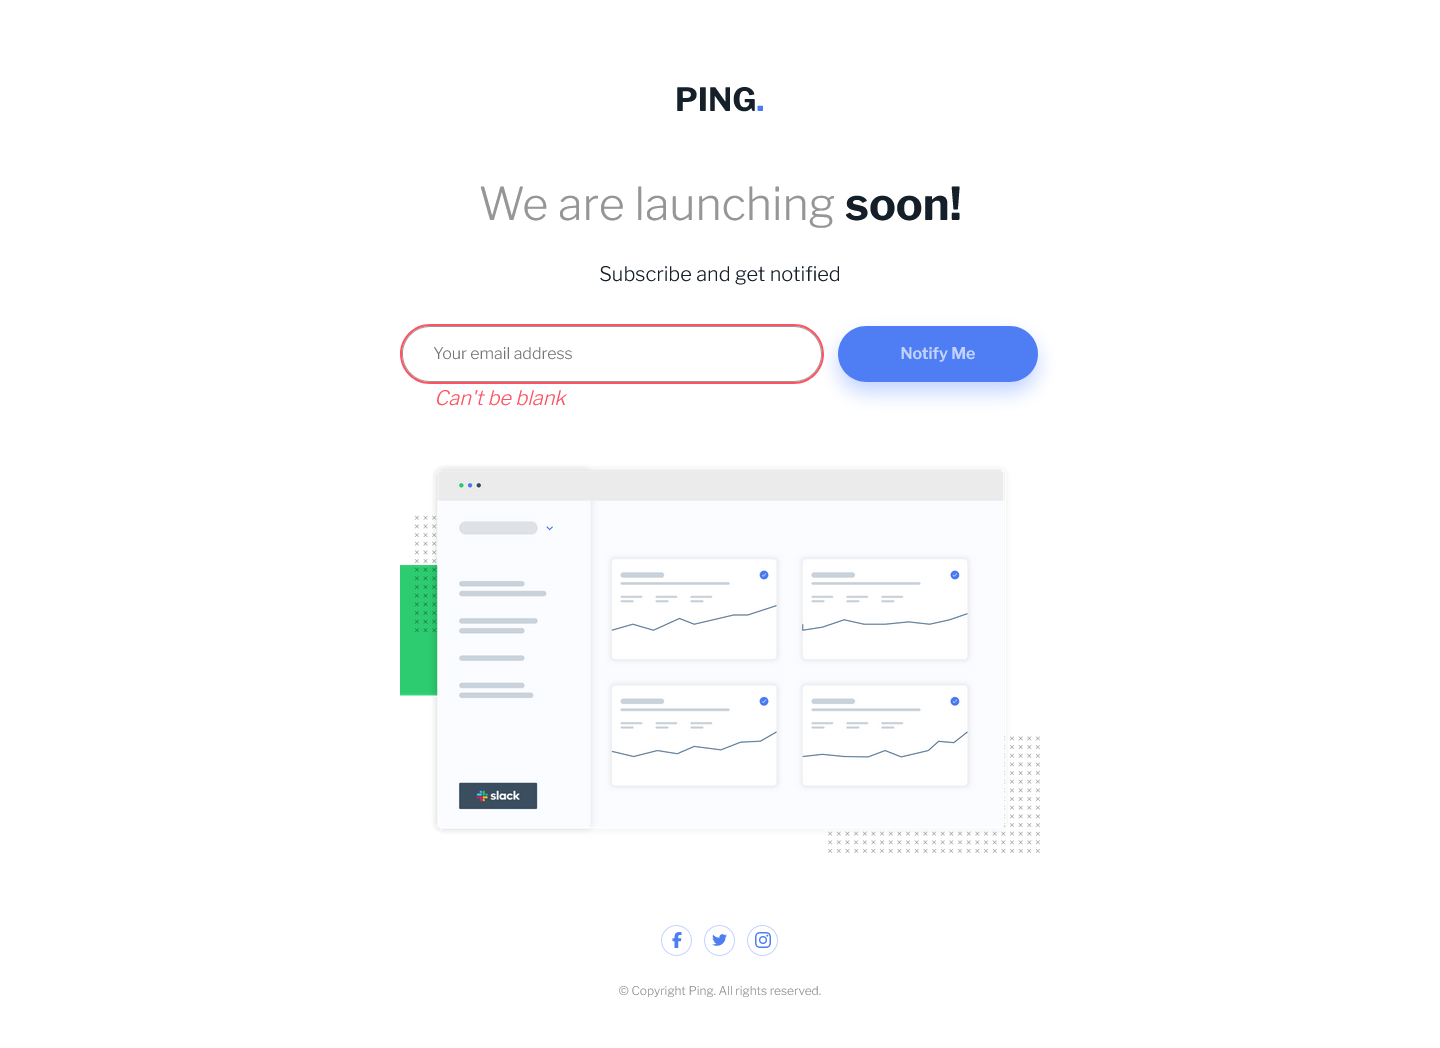 PING.
We are launching soon!
Subscribe and get notified
Your email address
Notify Me
Can't be blank
slack
© Copyright Ping. All rights reserved.